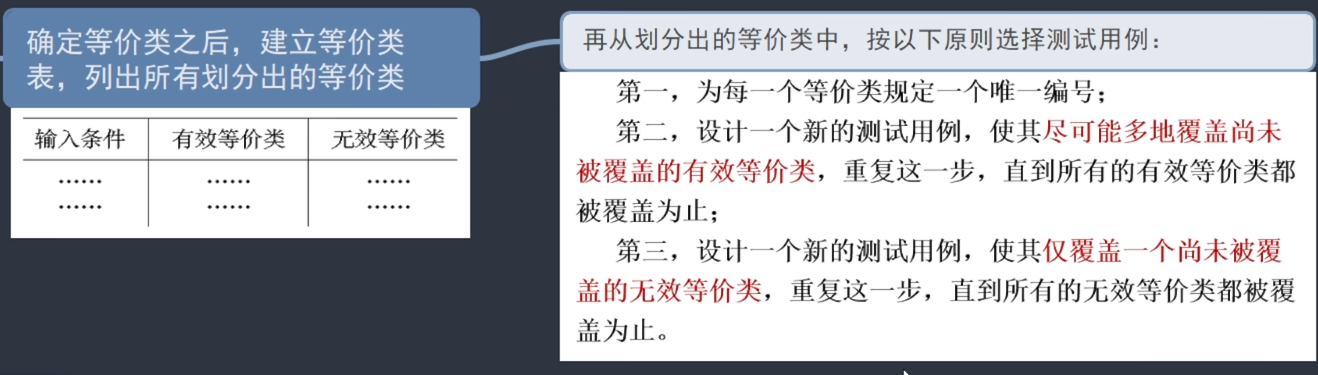 确定等价类之后，建立等价类
表，列出所有划分出的等价类
输入条件 有效等价类 无效等价类
…… …… ……
…… …… ……
再从划分出的等价类中，按以下原则选择测试用例：
第一，为每一个等价类规定一个唯一编号；
第二，设计一个新的测试用例，使其尽可能多地覆盖尚未
被覆盖的有效等价类，重复这一步，直到所有的有效等价类都
被覆盖为止；
第三，设计一个新的测试用例，使其仅覆盖一个尚未被覆
盖的无效等价类，重复这一步，直到所有的无效等价类都被覆
盖为止。